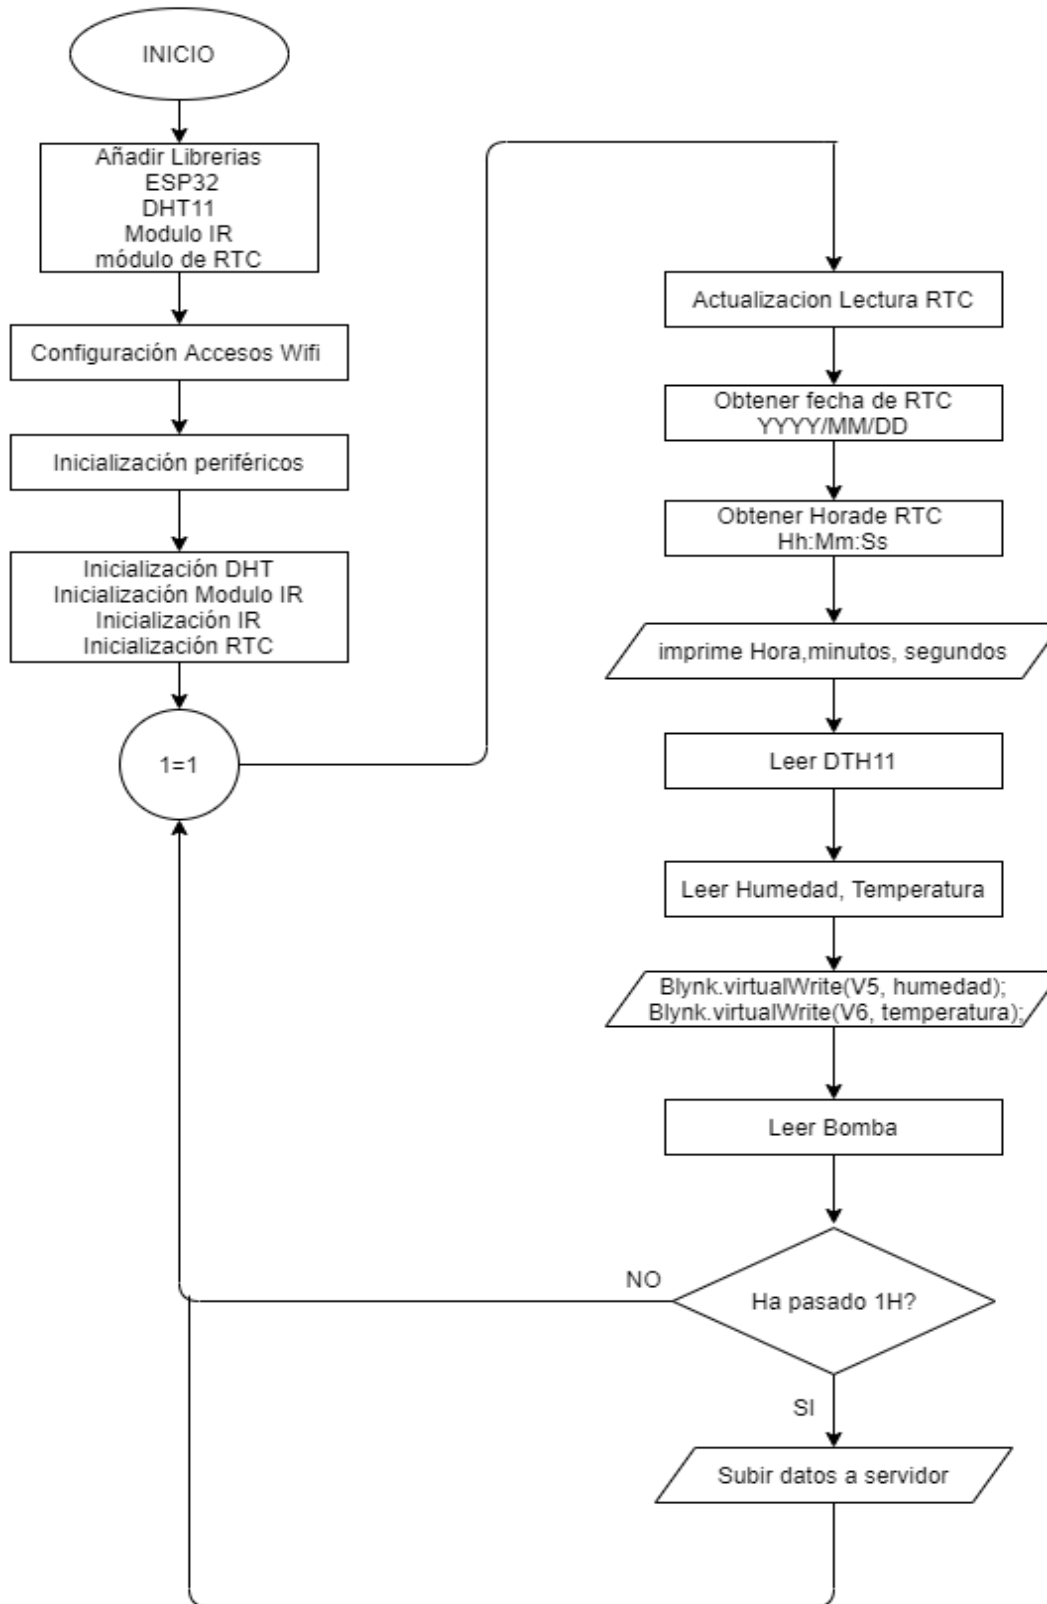 INICIO
Añadir Librerias
ESP32
DHT11
Modulo IR
módulo de RTC
Configuración Accesos Wifi
Inicialización periféricos
Inicialización DHT
Inicialización Modulo IR
Inicialización IR
Inicialización RTC
1=1
Actualizacion Lectura RTC
Obtener fecha de RTC
YYYY/MM/DD
Obtener Horade RTC
Hh:Mm:Ss
imprime Hora,minutos, segundos
Leer DTH11
Leer Humedad, Temperatura
Blynk.virtualWrite(V5, humedad);
Blynk.virtualWrite(V6, temperatura);
Leer Bomba
Ha pasado 1H?
NO
SI
Subir datos a servidor